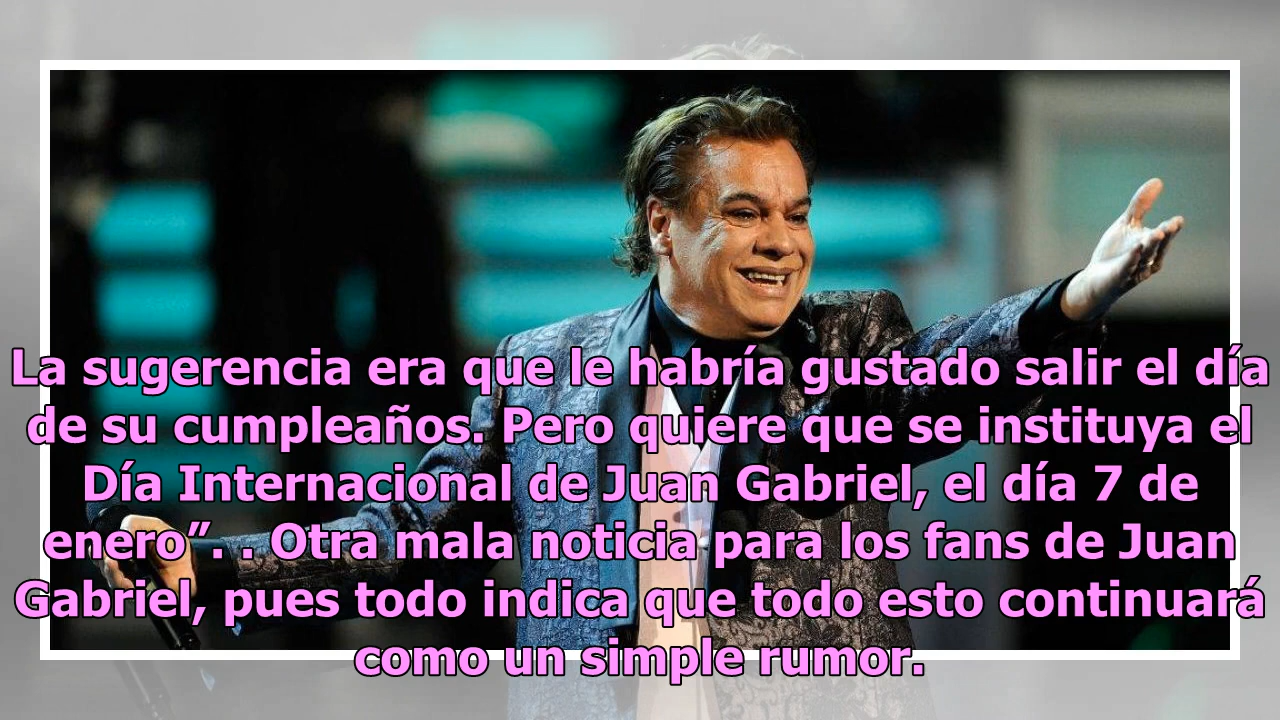 La sugerencia era que le habría gustado salir el día
de su cumpleaños. Pero quiere que se instituya el
Día Internacional de Juan Gabriel, el día 7 de
enero”. . Otra mala noticia para los fans de Juan
Gabriel, pues todo indica que todo esto continuará
como un simple rumor.